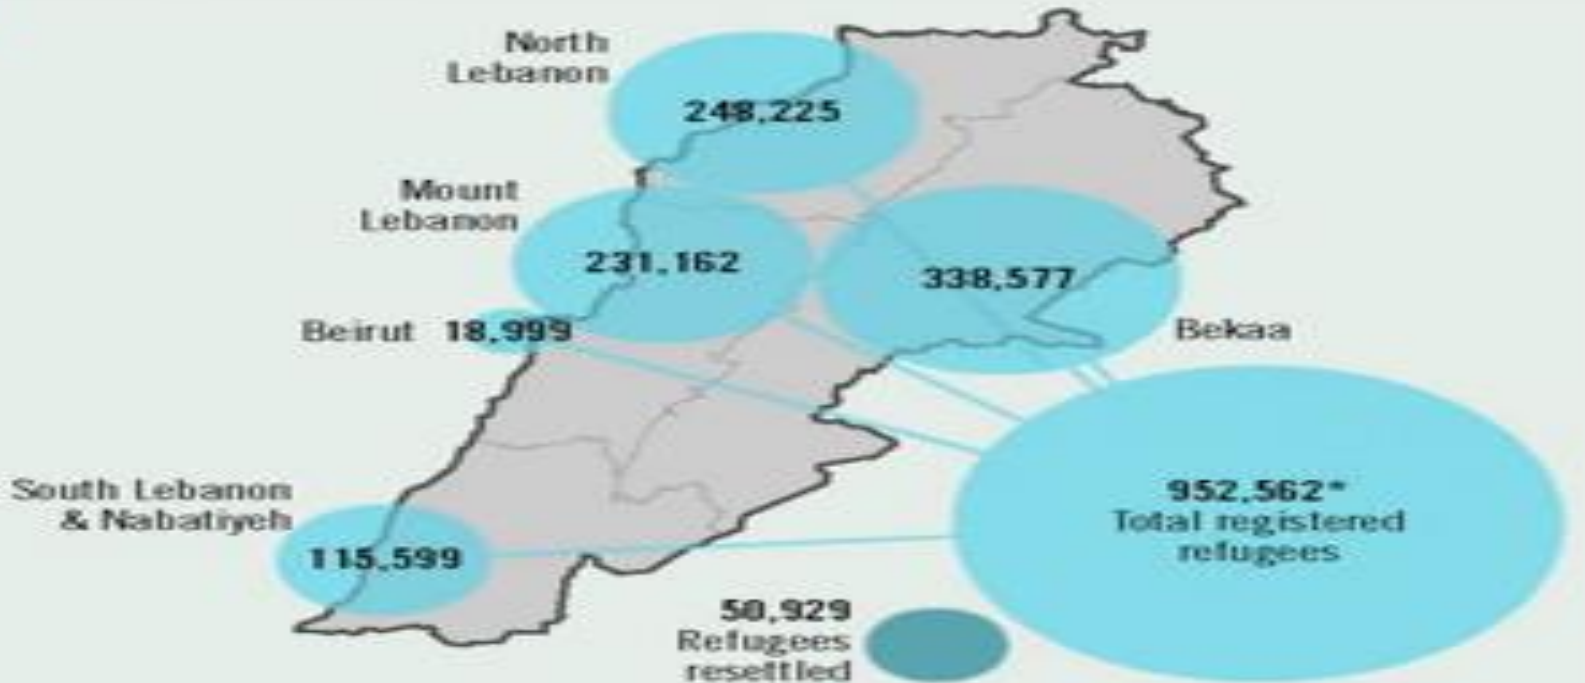 North
Lebanon
248,225
Mount
Lebanon
231,162
338,577
Bekaa
Beirut 18,999
South Lebanon
& Nabatiyeh
115,599
952,562*
Total registered
refugees
50,929
Refugees
resettled